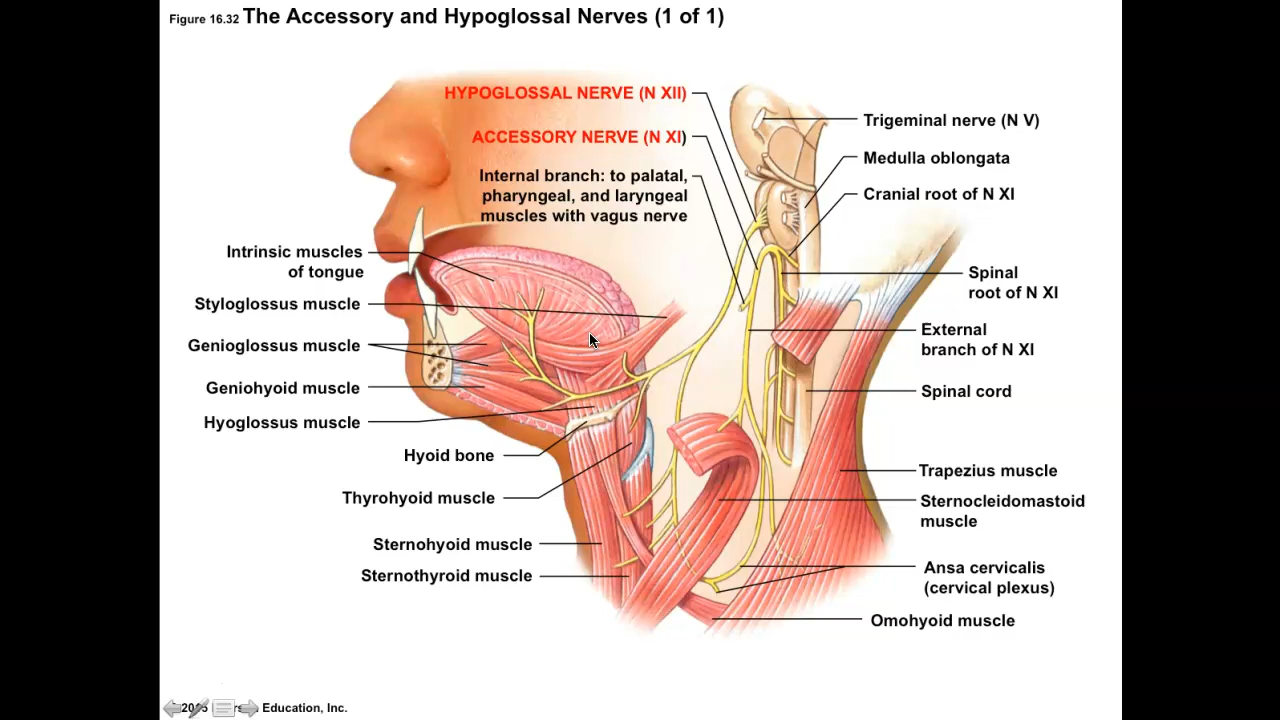 Figure 16.32 The Accessory and Hypoglossal Nerves (1 of 1)
HYPOGLOSSAL NERVE (N XII)
ACCESSORY NERVE (N XI)
Internal branch: to palatal,
pharyngeal, and laryngeal
muscles with vagus nerve
Intrinsic muscles
of tongue
Styloglossus muscle
Genioglossus muscle
Geniohyoid muscle
Hyoglossus muscle
Hyoid bone
Thyrohyoid muscle
Sternohyoid muscle
Sternothyroid muscle
Trigeminal nerve (N V)
Medulla oblongata
Cranial root of N XI
Spinal
root of N XI
External
branch of N XI
Spinal cord
Trapezius muscle
Sternocleidomastoid
muscle
Ansa cervicalis
(cervical plexus)
Omohyoid muscle
Education, Inc.